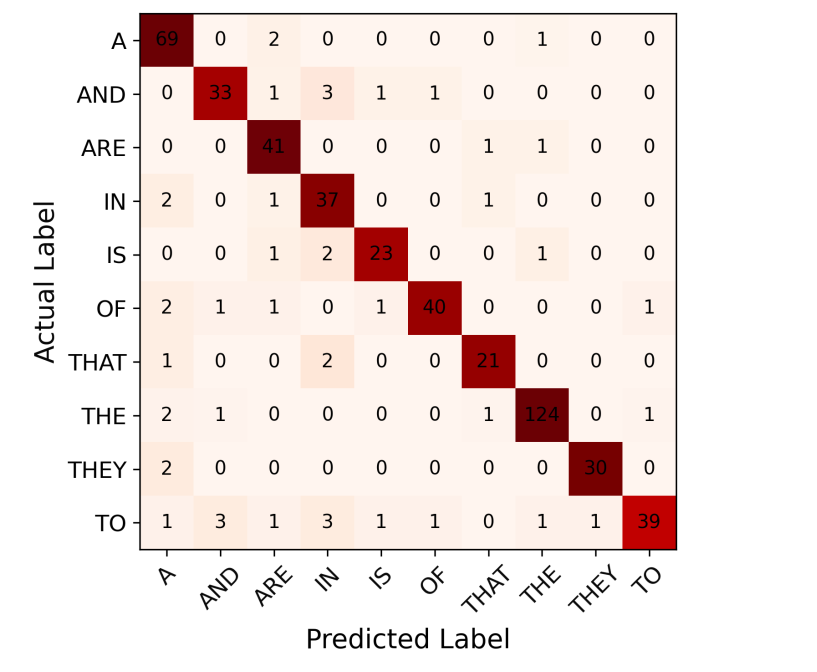 A 69 0 2 0 0 0 0 1 0 0
AND 0 33 1 3 1 1 0 0 0 0
ARE 0 0 41 0 0 0 1 1 0 0
IN 2 0 1 37 0 0 1 0 0 0
IS 0 0 1 2 23 0 0 1 0 0
OF 2 1 1 0 1 40 0 0 0 1
THAT 1 0 0 2 0 0 21 0 0 0
THE 2 1 0 0 0 0 1 124 0 1
THEY 2 0 0 0 0 0 0 0 30 0
TO 1 3 1 3 1 1 0 1 1 39
A AND ARE IN IS OF THAT THE THEY TO
Predicted Label
Actual Label